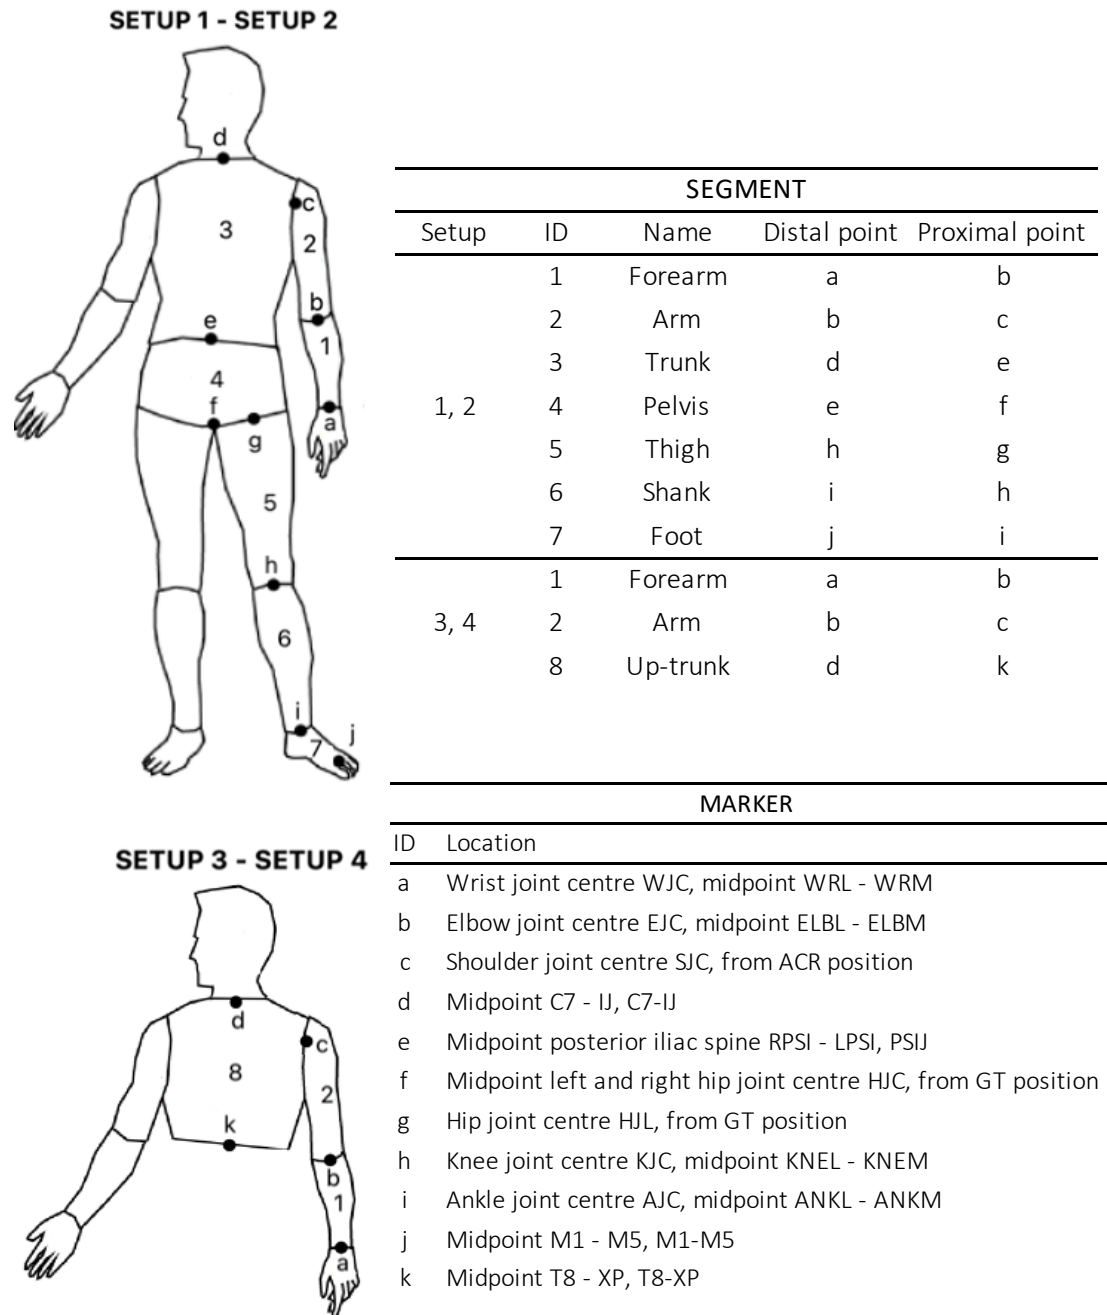 SETUP 1 - SETUP 2
d
c
3
2
b
e
1
4
f
a
g
5
h
6
i
j
7
SEGMENT
Setup ID Name Distal point Proximal point
1 Forearm a b
2 Arm b c
3 Trunk d e
1, 2 4 Pelvis e f
5 Thigh h g
6 Shank i h
7 Foot j i
1 Forearm a b
3, 4 2 Arm b c
8 Up-trunk d k
SETUP 3 - SETUP 4
d
c
8
2
k
b
1
a
MARKER
ID Location
a Wrist joint centre WJC, midpoint WRL - WRM
b Elbow joint centre EJC, midpoint ELBL - ELBM
c Shoulder joint centre SJC, from ACR position
d Midpoint C7 - IJ, C7-IJ
e Midpoint posterior iliac spine RPSI - LPSI, PSIJ
f Midpoint left and right hip joint centre HJC, from GT position
g Hip joint centre HJL, from GT position
h Knee joint centre KJC, midpoint KNEL - KNEM
i Ankle joint centre AJC, midpoint ANKL - ANKM
j Midpoint M1 - M5, M1-M5
k Midpoint T8 - XP, T8-XP